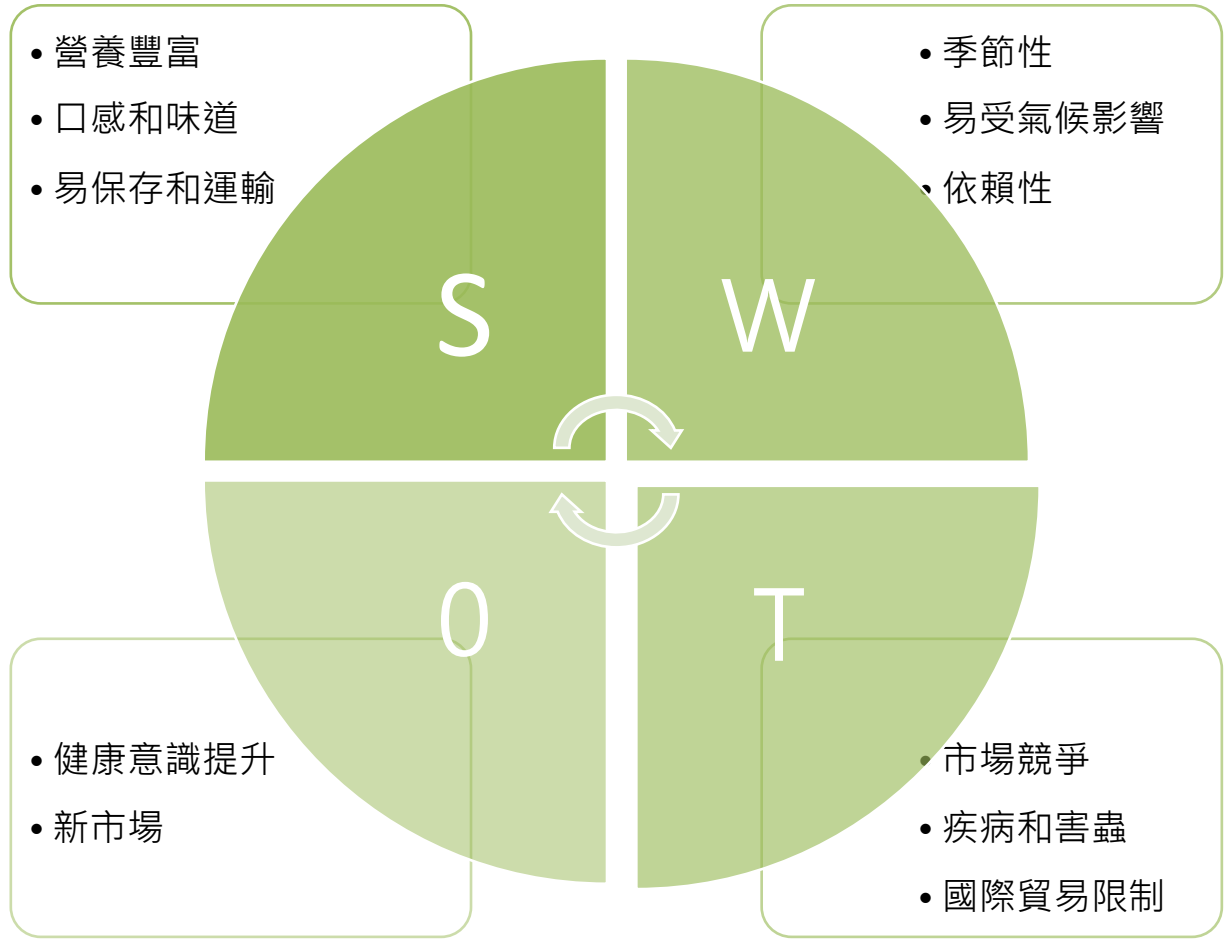 • 營養豐富
• 口感和味道
• 易保存和運輸
• 季節性
• 易受氣候影響
• 依賴性
S
W
O
T
• 健康意識提升
• 新市場
• 市場競爭
• 疾病和害蟲
• 國際貿易限制